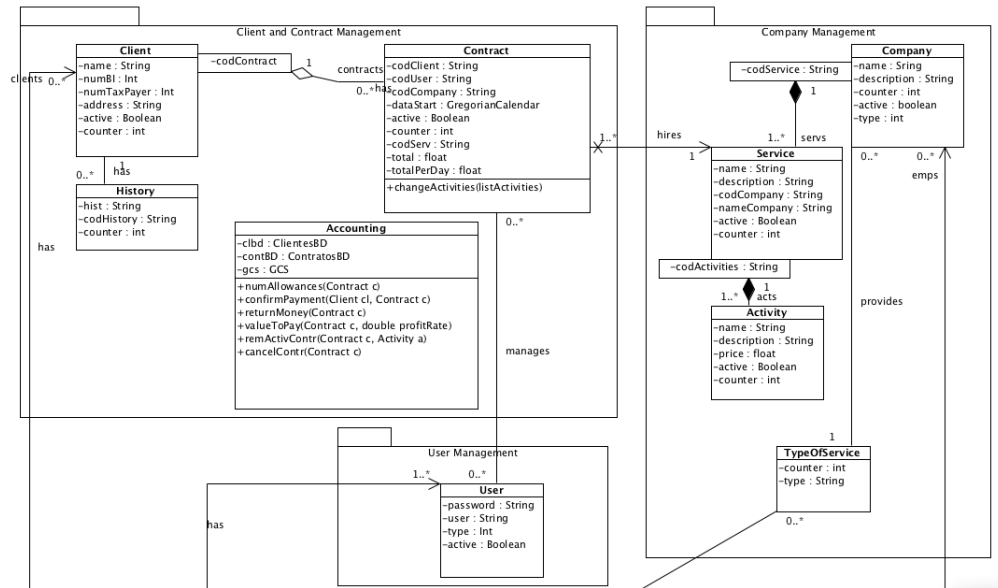 Client and Contract Management
Client
-name : String
-numBI : Int
-numTaxPayer : Int
-address : String
-active : Boolean
-counter : int
clients
0..*
-codContract
1
contracts
0..*
has
Contract
-codClient : String
-codUser : String
-codCompany : String
-dataStart : GregorianCalendar
-active : Boolean
-counter : int
-codServ : String
-total : float
-totalPerDay : float
+changeActivities(listActivities)
1
has
0..*
History
-hist : String
-codHistory : String
-counter : int
has
Accounting
-clbd : ClientesBD
-contBD : ContratosBD
-gcs : GCS
+numAllowances(Contract c)
+confirmPayment(Client cl, Contract c)
+returnMoney(Contract c)
+valueToPay(Contract c, double profitRate)
+remActivContr(Contract c, Activity a)
+cancelContr(Contract c)
0..*
manages
0..*
1..*
hires
1
Company Management
Company
-name : Sring
-description : String
-counter : int
-active : boolean
-type : int
-codService : String
1
1..*
servs
Service
-name : String
-description : String
-codCompany : String
-nameCompany : String
-active : Boolean
-counter : int
0..*
0..*
emps
-codActivities : String
1
1..*
acts
Activity
-name : String
-description : String
-price : float
-active : Boolean
-counter : int
provides
1
TypeOfService
-counter : int
-type : String
0..*
User Management
1..*
has
User
-password : String
-user : String
-type : Int
-active : Boolean